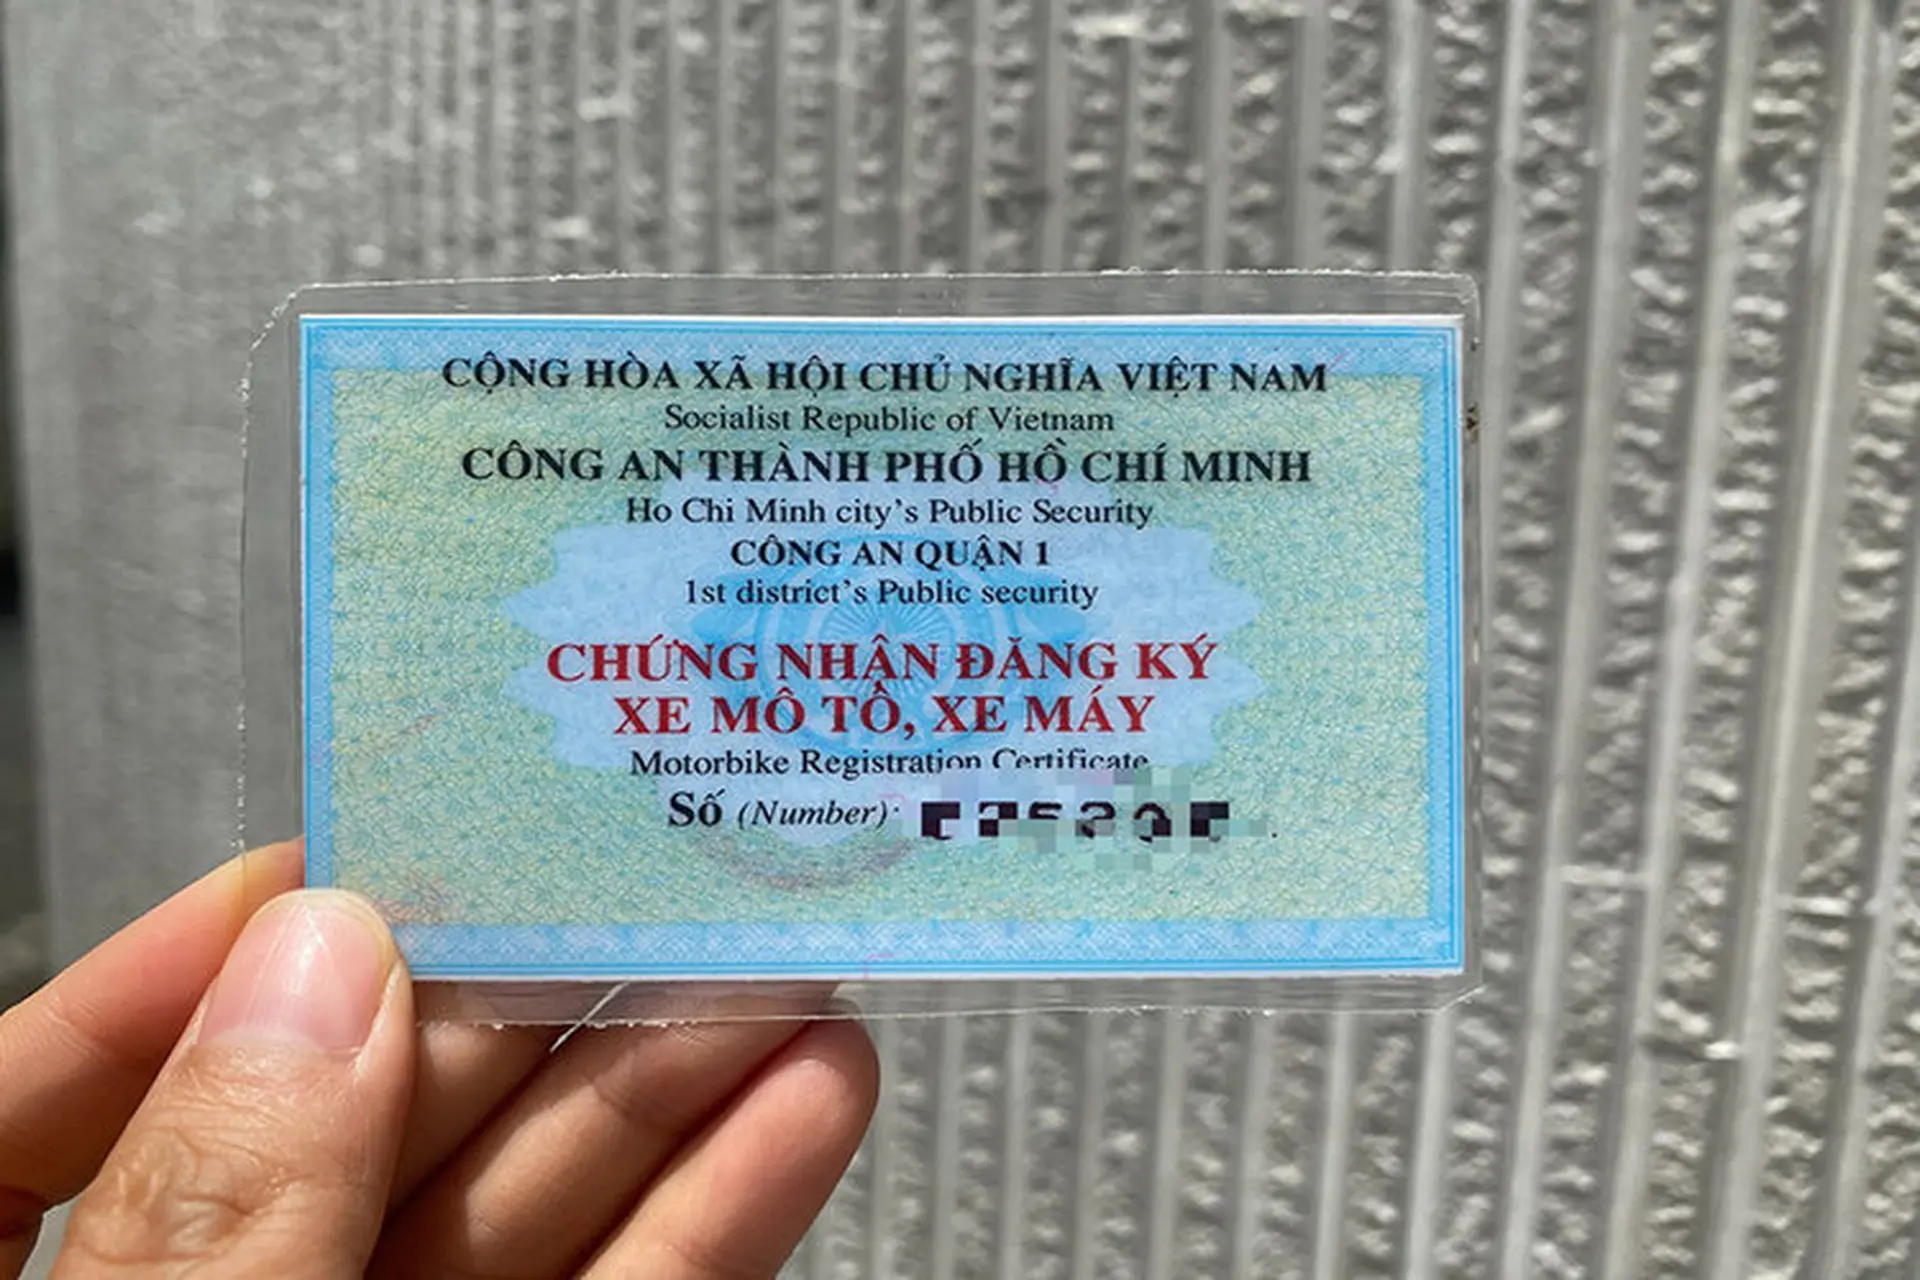 CỘNG HÒA XÃ HỘI CHỦ NGHĨA VIỆT NAM
Socialist Republic of Vietnam
CÔNG AN THÀNH PHỐ HỒ CHÍ MINH
Ho Chi Minh city's Public Security
CÔNG AN QUẬN 1
1st district's Public security
CHỨNG NHẬN ĐĂNG KÝ
XE MÔ TÔ, XE MÁY
Motorbike Registration Certificate
Số (Number):